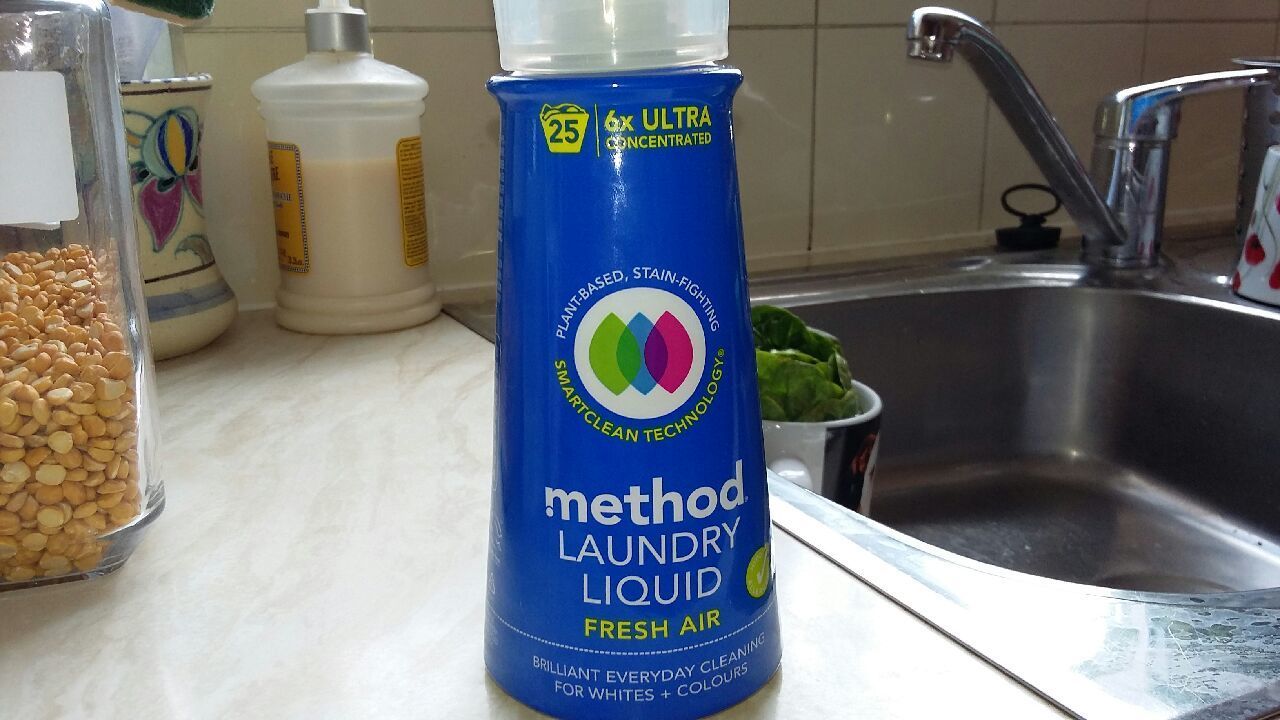 25
6x ULTRA
CONCENTRATED
PLANT-BASED, STAIN-FIGHTING
SMARTCLEAN TECHNOLOGY®
method
LAUNDRY
LIQUID
FRESH AIR
BRILLIANT EVERYDAY CLEANING
FOR WHITES + COLOURS